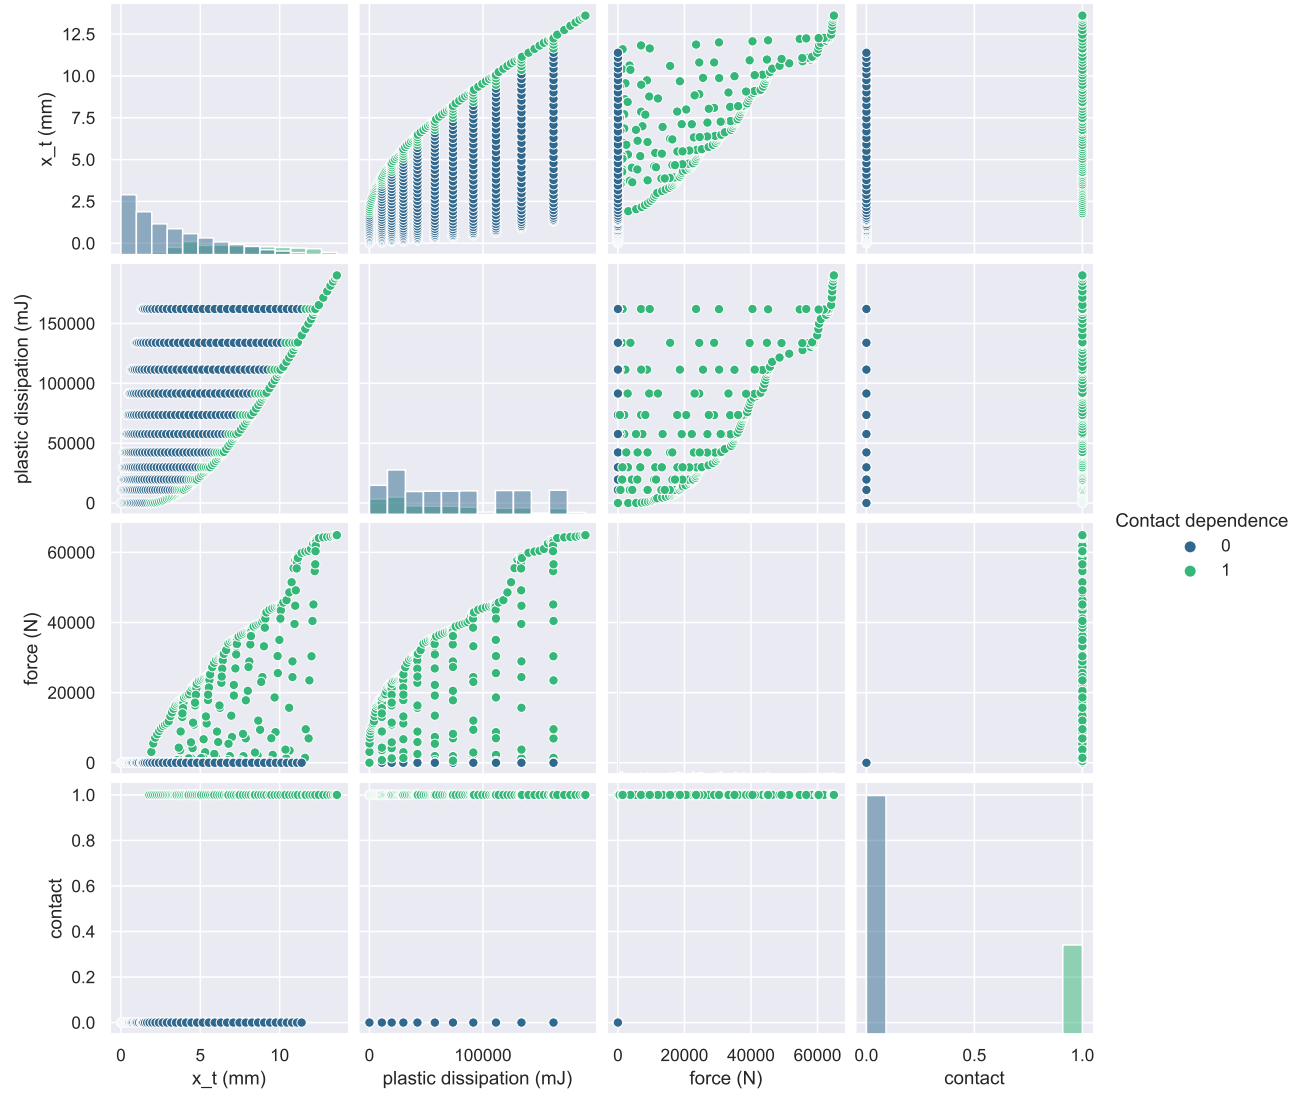 12.5
10.0
7.5
5.0
2.5
0.0
x_t (mm)
150000
100000
50000
0
plastic dissipation (mJ)
60000
40000
20000
0
force (N)
1.0
0.8
0.6
0.4
0.2
0.0
contact
0 5 10
x_t (mm)
0 100000
plastic dissipation (mJ)
0 20000 40000 60000
force (N)
0.0 0.5 1.0
contact
Contact dependence
0
1